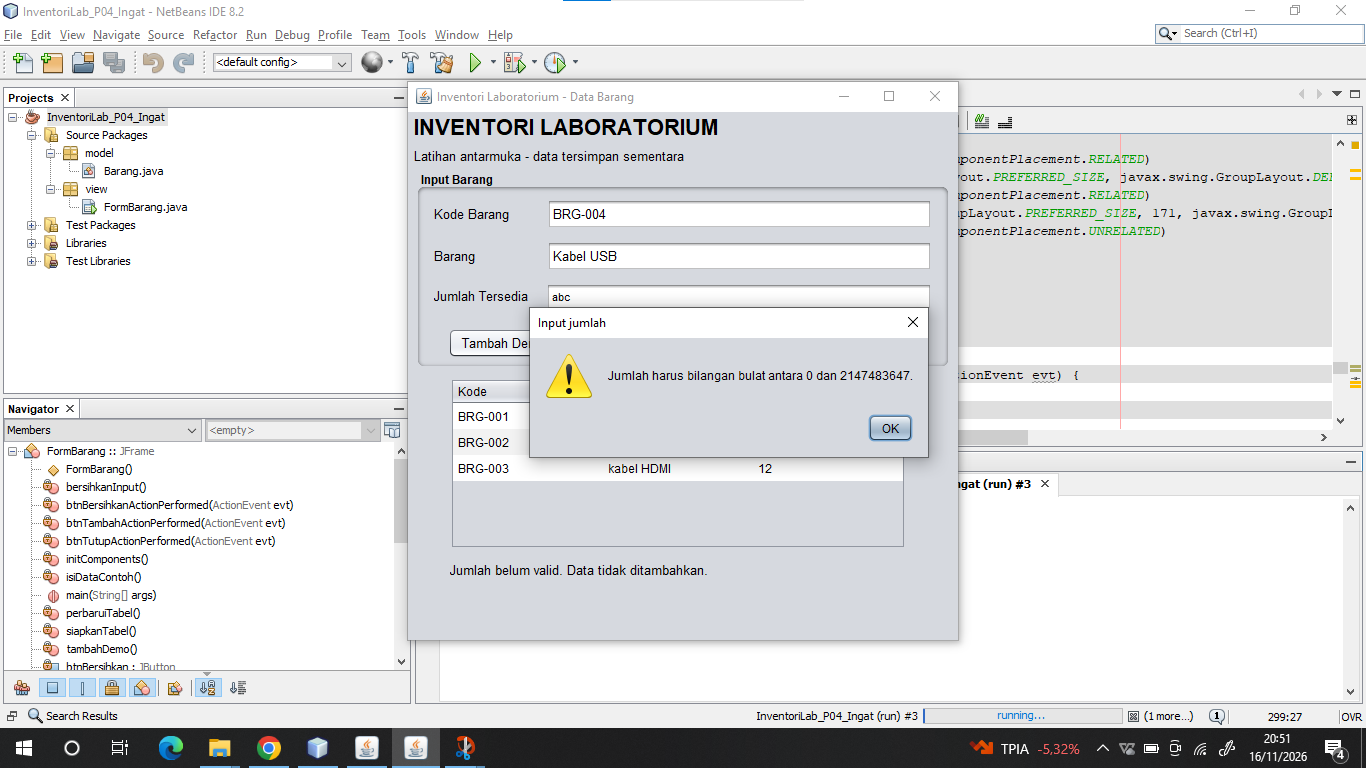 InventoriLab_P04_Ingat - NetBeans IDE 8.2
File Edit View Navigate Source Refactor Run Debug Profile Team Tools Window Help
Search (Ctrl+I)
<default config>
Projects
InventoriLab_P04_Ingat
Source Packages
model
Barang.java
view
FormBarang.java
Test Packages
Libraries
Test Libraries
Navigator
Members
<empty>
FormBarang :: JFrame
FormBarang()
bersihkanInput()
btnBersihkanActionPerformed(ActionEvent evt)
btnTambahActionPerformed(ActionEvent evt)
btnTutupActionPerformed(ActionEvent evt)
initComponents()
isiDataContoh()
main(String[] args)
perbaruiTabel()
siapkanTabel()
tambahDemo()
btnBersihkan : JButton
Inventori Laboratorium - Data Barang
INVENTORI LABORATORIUM
Latihan antarmuka - data tersimpan sementara
Input Barang
Kode Barang
BRG-004
Barang
Kabel USB
Jumlah Tersedia
abc
Tambah De
Input jumlah
Jumlah harus bilangan bulat antara 0 dan 2147483647.
OK
Kode
BRG-001
BRG-002
BRG-003 kabel HDMI 12
Jumlah belum valid. Data tidak ditambahkan.
ponentPlacement.RELATED)
out.PREFERRED_SIZE, javax.swing.GroupLayout.DE
ponentPlacement.RELATED)
pLayout.PREFERRED_SIZE, 171, javax.swing.Group
ponentPlacement.UNRELATED)
ionEvent evt) {
ngat (run) #3
Search Results
InventoriLab_P04_Ingat (run) #3
running...
(1 more...)
1
299:27
OVR
TPIA -5,32%
20:51
16/11/2026
4